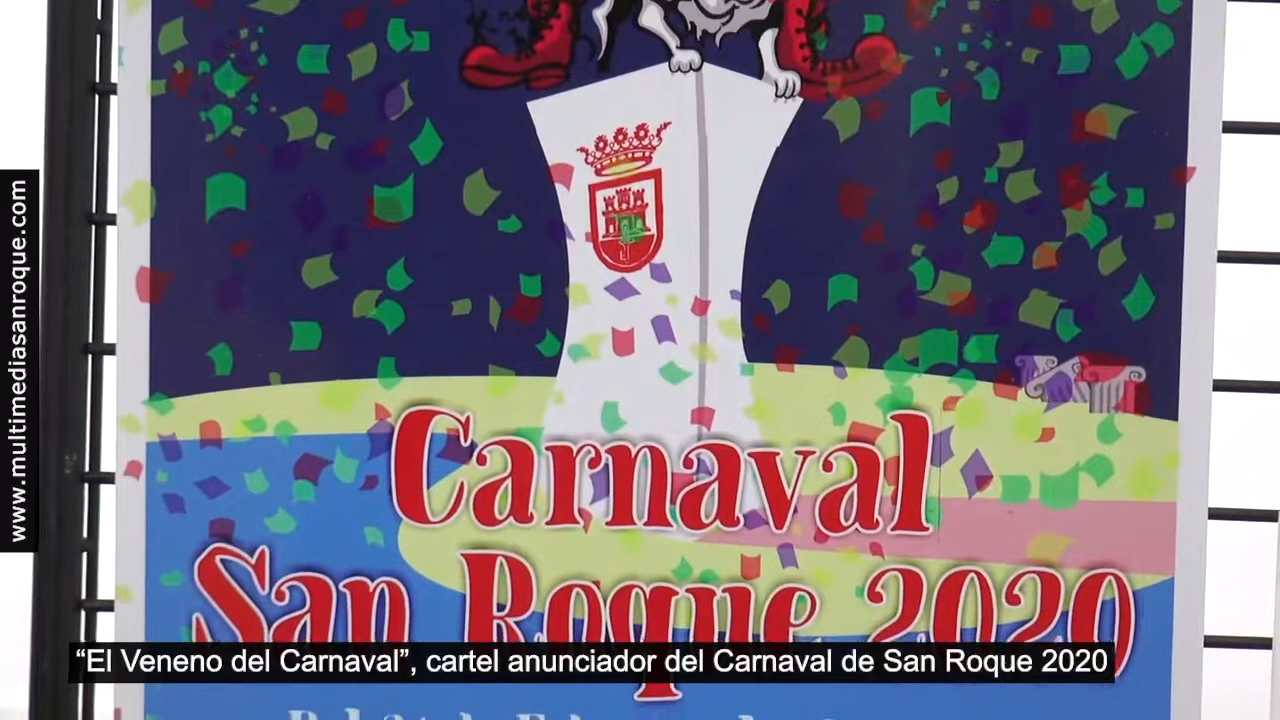 www.multimediasanroque.com
Carnaval
San Roque 2020
“El Veneno del Carnaval”, cartel anunciador del Carnaval de San Roque 2020